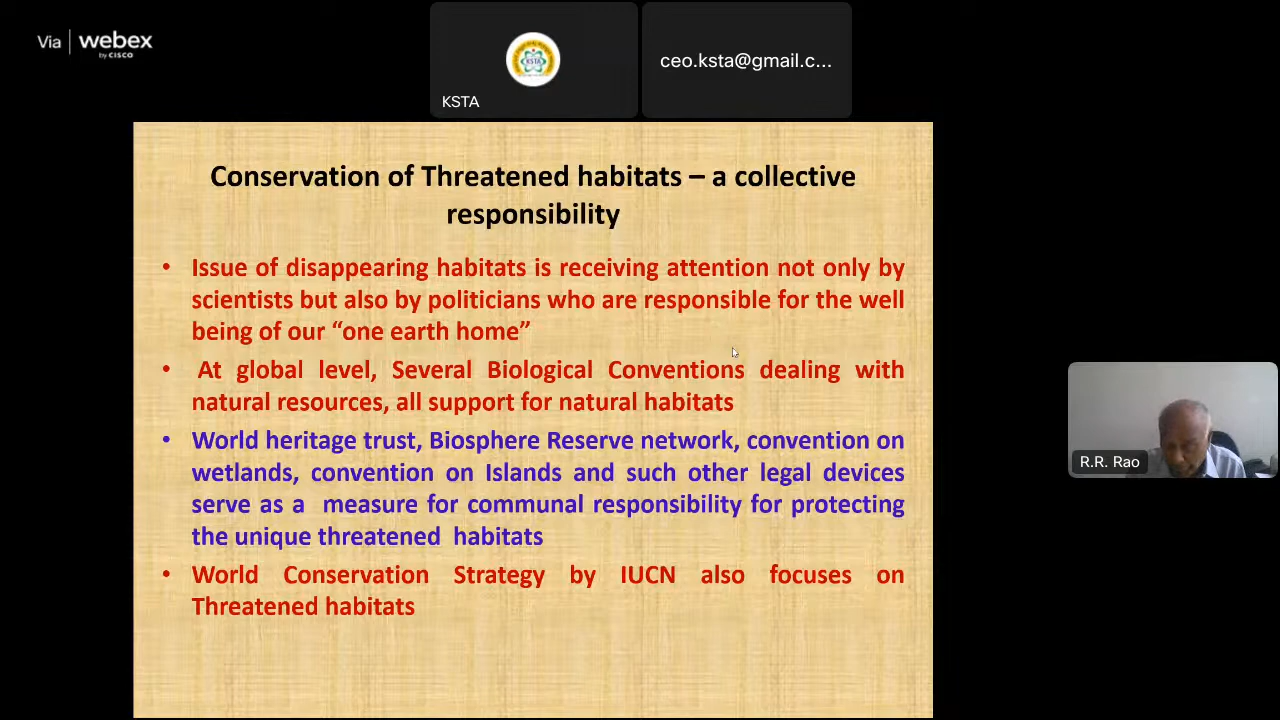 Via webex
by CISCO
KSTA
KSTA
ceo.ksta@gmail.c...
Conservation of Threatened habitats – a collective
responsibility
• Issue of disappearing habitats is receiving attention not only by
scientists but also by politicians who are responsible for the well
being of our “one earth home”
• At global level, Several Biological Conventions dealing with
natural resources, all support for natural habitats
• World heritage trust, Biosphere Reserve network, convention on
wetlands, convention on Islands and such other legal devices
serve as a measure for communal responsibility for protecting
the unique threatened habitats
• World Conservation Strategy by IUCN also focuses on
Threatened habitats
R.R. Rao